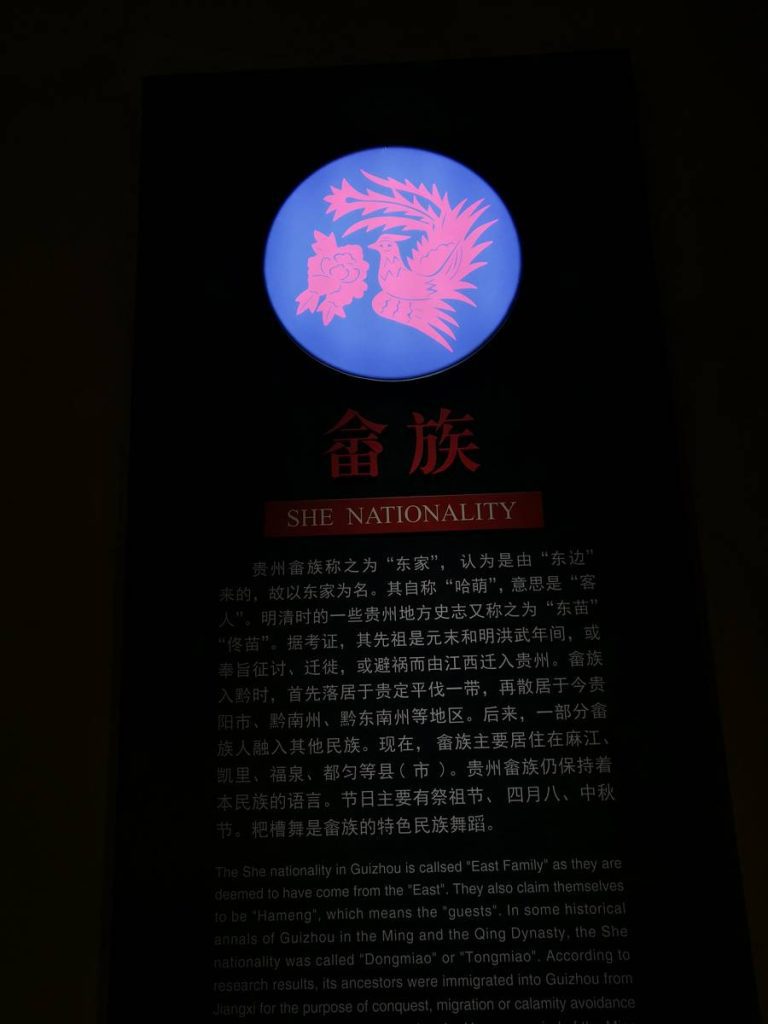 畲族
SHE NATIONALITY
贵州畲族称之为“东家”，认为是由“东边”
来的，故以东家为名。其自称“哈萌”，意思是“客
人”。明清时的一些贵州地方史志又称之为“东苗”
“佟苗”。据考证，其先祖是元末和明洪武年间，或
奉旨征讨、迁徙，或避祸而由江西迁入贵州。畲族
入黔时，首先落居于贵定平伐一带，再散居于今贵
阳市、黔南州、黔东南州等地区。后来，一部分畲
族人融入其他民族。现在，畲族主要居住在麻江、
凯里、福泉、都匀等县（市）。贵州畲族仍保持着
本民族的语言。节日主要有祭祖节、四月八、中秋
节。粑槽舞是畲族的特色民族舞蹈。
The She nationality in Guizhou is callsed "East Family" as they are
deemed to have come from the "East". They also claim themselves
to be "Hameng", which means the "guests". In some historical
annals of Guizhou in the Ming and the Qing Dynasty, the She
nationality was called "Dongmiao" or "Tongmiao". According to
research results, its ancestors were immigrated into Guizhou from
Jiangxi for the purpose of conquest, migration or calamity avoidance